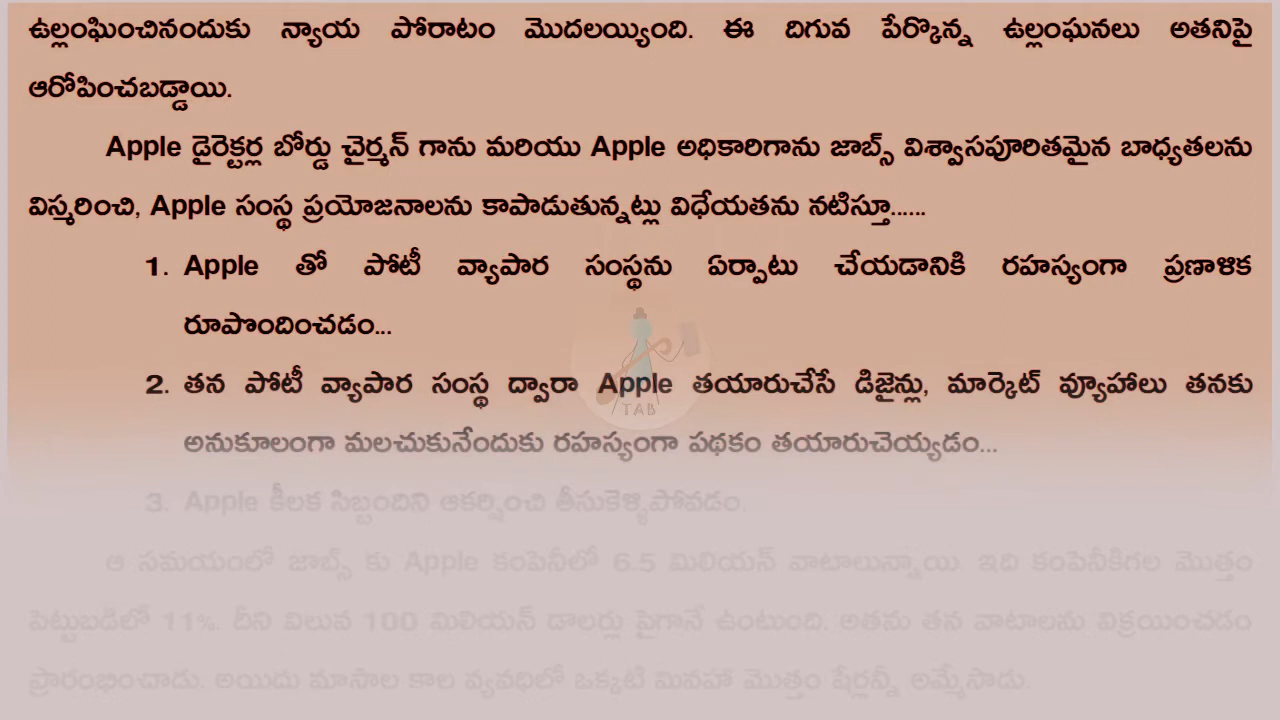 ఉల్లంఘించినందుకు న్యాయ పోరాటం మొదలయ్యింది. ఈ దిగువ పేర్కొన్న ఉల్లంఘనలు అతనిపై
ఆరోపించబడ్డాయి.
Apple డైరెక్టర్ల బోర్డు చైర్మన్ గాను మరియు Apple అధికారిగాను జాబ్స్ విశ్వాసపూరితమైన బాధ్యతలను
విస్మరించి, Apple సంస్థ ప్రయోజనాలను కాపాడుతున్నట్లు విధేయతను నటిస్తూ......
1. Apple తో పోటీ వ్యాపార సంస్థను ఏర్పాటు చేయడానికి రహస్యంగా ప్రణాళిక
రూపొందించడం...
2. తన పోటీ వ్యాపార సంస్థ ద్వారా Apple తయారుచేసే డిజైన్లు, మార్కెట్ వ్యూహాలు తనకు
అనుకూలంగా మలచుకునేందుకు రహస్యంగా పథకం తయారుచెయ్యడం...
3. Apple కీలక సిబ్బందిని ఆకర్షించి తీసుకెళ్ళిపోవడం.
ఆ సమయంలో జాబ్స్ కు Apple కంపెనీలో 6.5 మిలియన్ వాటాలున్నాయి. ఇది కంపెనీకిగల మొత్తం
పెట్టుబడిలో 11%. దీని విలువ 100 మిలియన్ డాలర్లు పైగానే ఉంటుంది. అతను తన వాటాలను విక్రయించడం
ప్రారంభించాడు. అయిదు మాసాల కాల వ్యవధిలో ఒక్కటి మినహా మొత్తం షేర్లన్నీ అమ్మేసాడు.
TAB